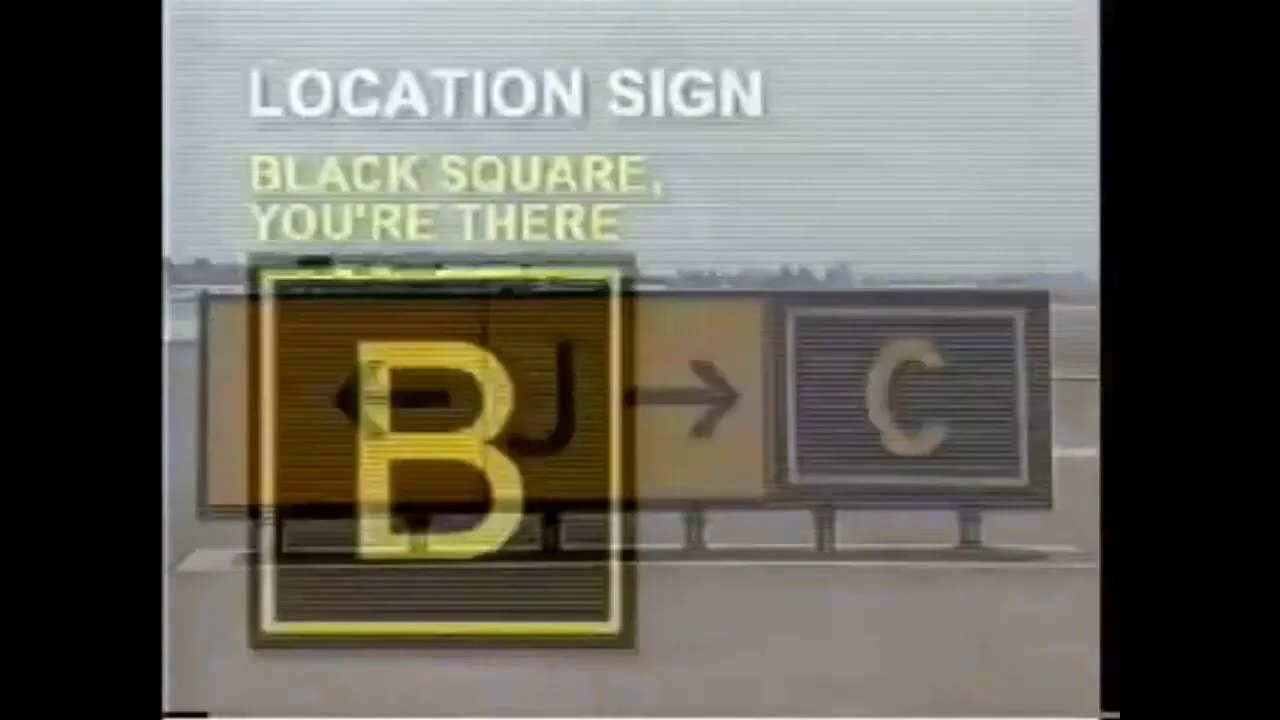 LOCATION SIGN
BLACK SQUARE,
YOU'RE THERE
B J → C